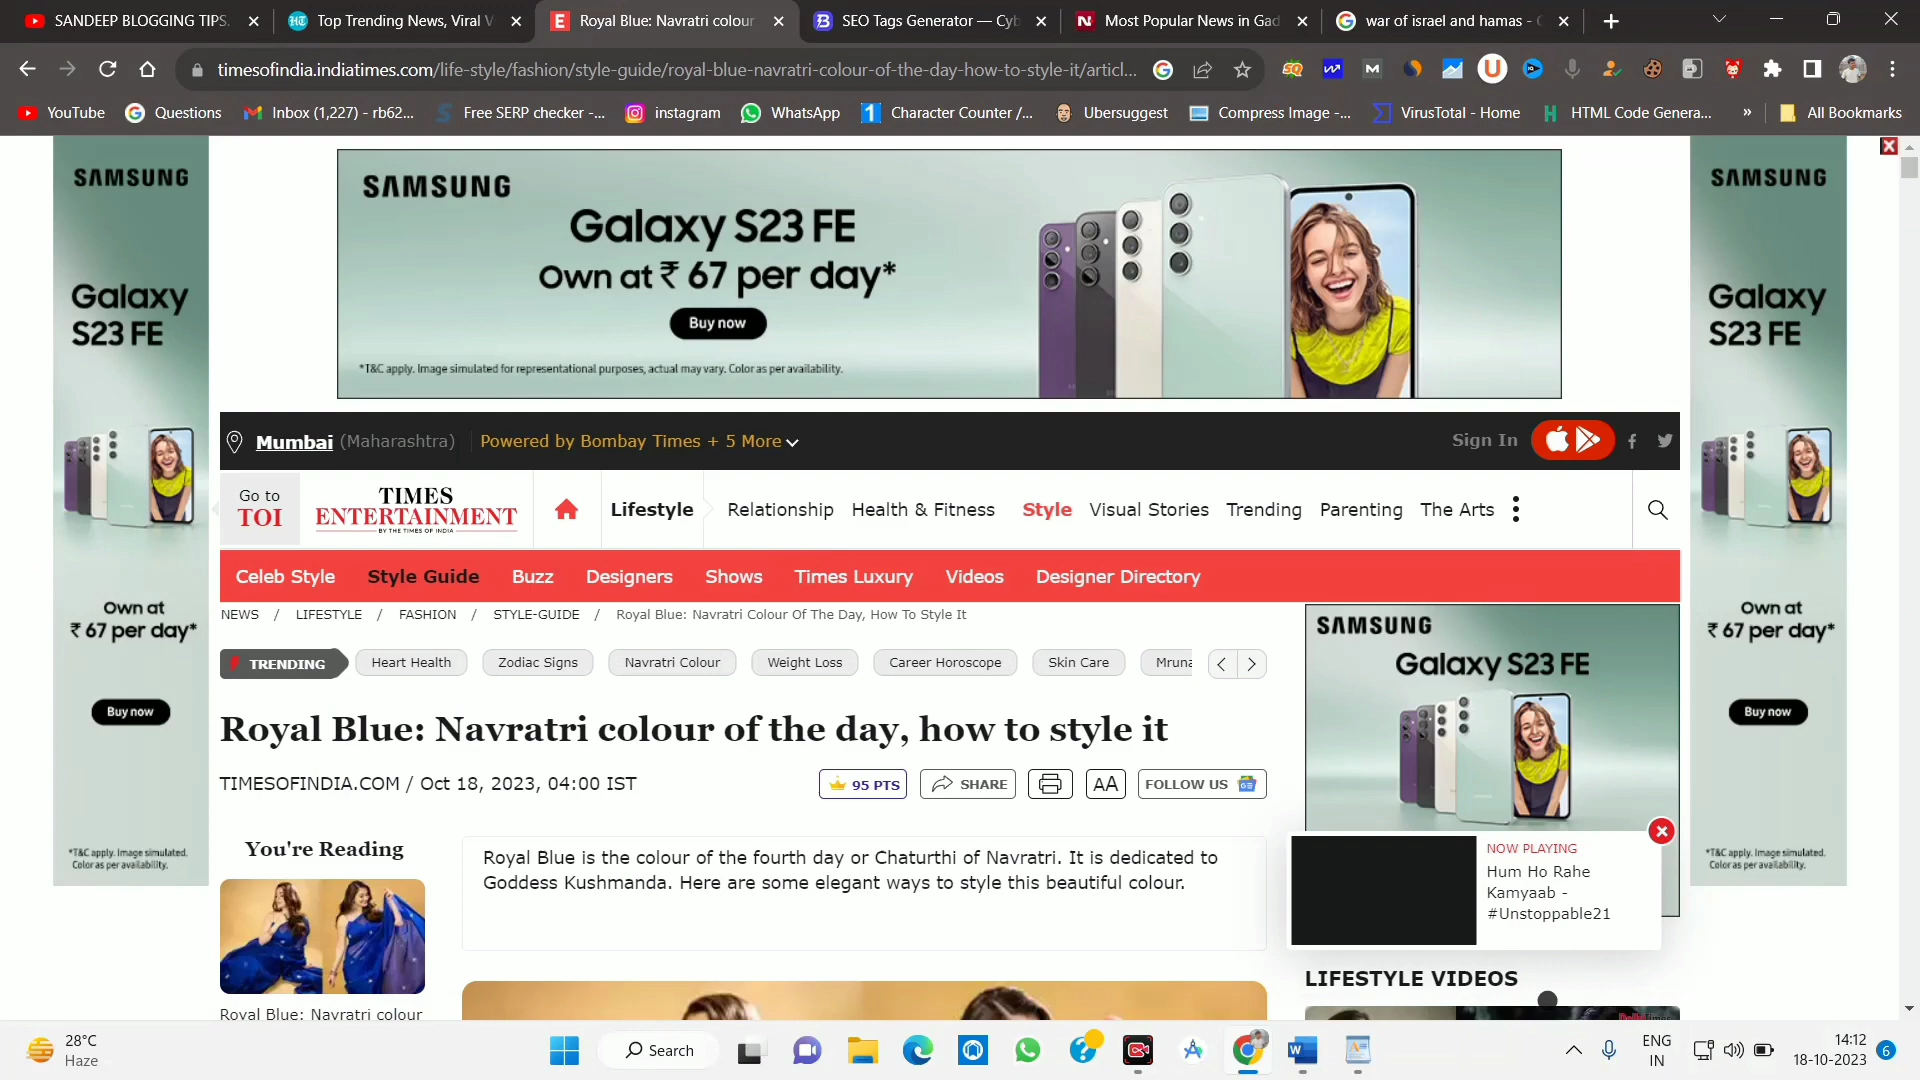 SANDEEP BLOGGING TIPS.
Top Trending News, Viral V
Royal Blue: Navratri colour
SEO Tags Generator — Cyb
Most Popular News in Gad
war of israel and hamas -
timesofindia.indiatimes.com/life-style/fashion/style-guide/royal-blue-navratri-colour-of-the-day-how-to-style-it/articl...
YouTube
Questions
Inbox (1,227) - rb62...
Free SERP checker -...
instagram
WhatsApp
Character Counter /...
Ubersuggest
Compress Image -...
VirusTotal - Home
HTML Code Genera...
»
All Bookmarks
SAMSUNG
Galaxy
S23 FE
Own at
₹ 67 per day*
Buy now
*T&C apply. Image simulated.
Color as per availability.
SAMSUNG
Galaxy S23 FE
Own at ₹ 67 per day*
Buy now
*T&C apply. Image simulated for representational purposes, actual may vary. Color as per availability.
SAMSUNG
Galaxy
S23 FE
Own at
₹ 67 per day*
Buy now
*T&C apply. Image simulated.
Color as per availability.
Mumbai (Maharashtra)
Powered by Bombay Times + 5 More
Sign In
Go to
TOI
TIMES
ENTERTAINMENT
BY THE TIMES OF INDIA
Lifestyle
Relationship
Health & Fitness
Style
Visual Stories
Trending
Parenting
The Arts
Celeb Style
Style Guide
Buzz
Designers
Shows
Times Luxury
Videos
Designer Directory
NEWS / LIFESTYLE / FASHION / STYLE-GUIDE / Royal Blue: Navratri Colour Of The Day, How To Style It
TRENDING
Heart Health
Zodiac Signs
Navratri Colour
Weight Loss
Career Horoscope
Skin Care
Mruna
Royal Blue: Navratri colour of the day, how to style it
TIMESOFINDIA.COM / Oct 18, 2023, 04:00 IST
95 PTS
SHARE
AA
FOLLOW US
You're Reading
Royal Blue: Navratri colour
Royal Blue is the colour of the fourth day or Chaturthi of Navratri. It is dedicated to
Goddess Kushmanda. Here are some elegant ways to style this beautiful colour.
SAMSUNG
Galaxy S23 FE
NOW PLAYING
Hum Ho Rahe
Kamyaab -
#Unstoppable21
LIFESTYLE VIDEOS
28°C
Haze
Search
ENG
IN
14:12
18-10-2023
6